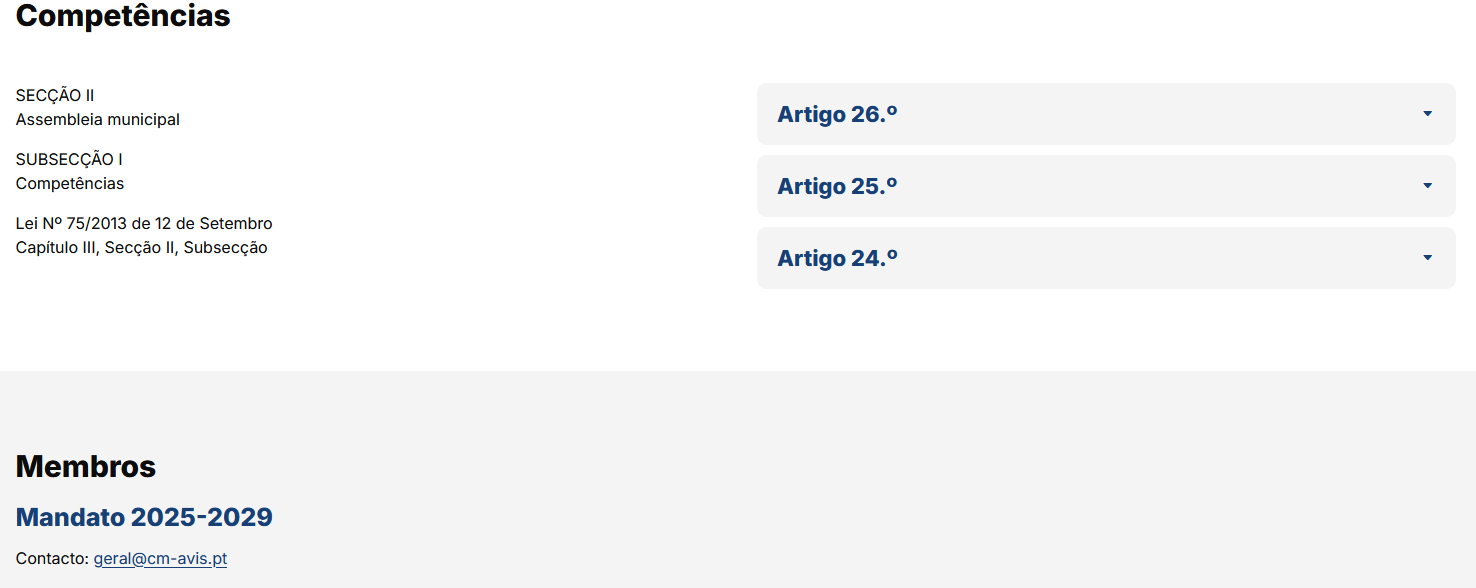 Competências
SECÇÃO II
Assembleia municipal
SUBSECÇÃO I
Competências
Lei Nº 75/2013 de 12 de Setembro
Capítulo III, Secção II, Subsecção
Artigo 26.º
Artigo 25.º
Artigo 24.º
Membros
Mandato 2025-2029
Contacto: geral@cm-avis.pt